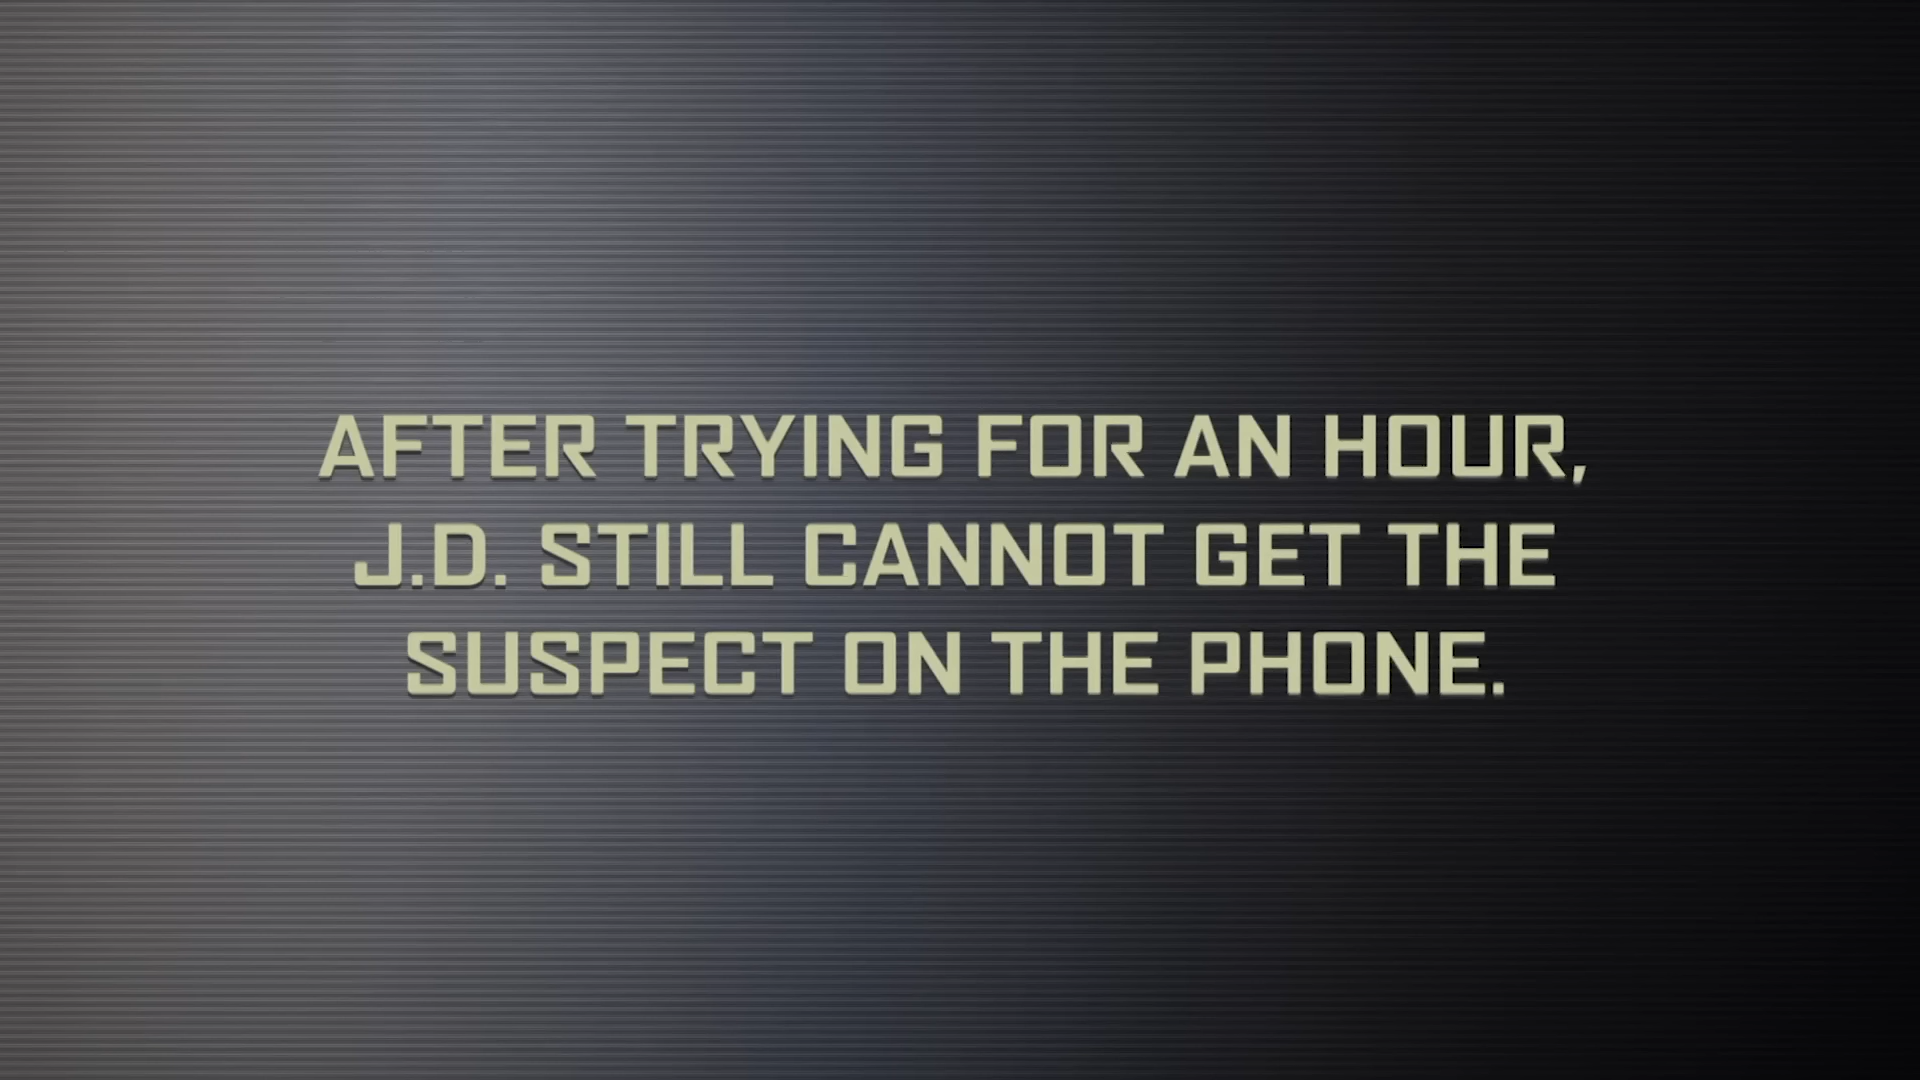 AFTER TRYING FOR AN HOUR,
J.D. STILL CANNOT GET THE
SUSPECT ON THE PHONE.